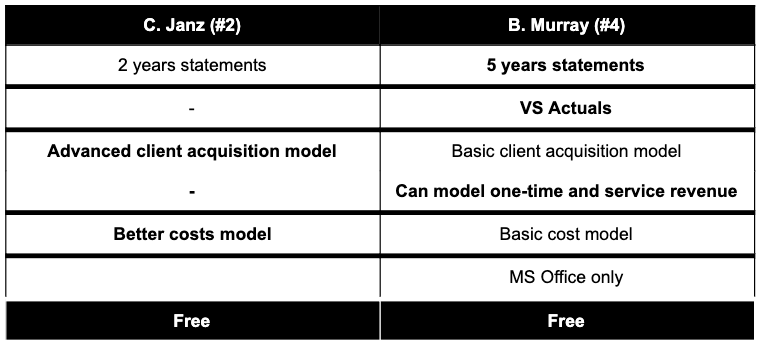 C. Janz (#2) B. Murray (#4)
2 years statements 5 years statements
- VS Actuals
Advanced client acquisition model Basic client acquisition model
- Can model one-time and service revenue
Better costs model Basic cost model
MS Office only
Free Free